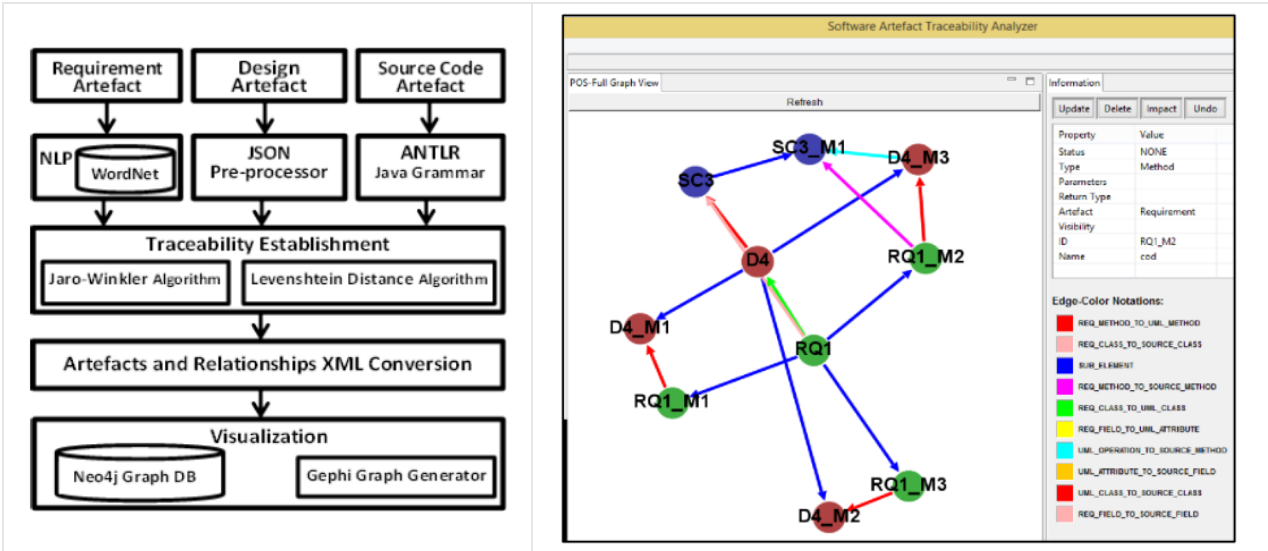 Requirement
Artefact
Design
Artefact
Source Code
Artefact
NLP
WordNet
JSON
Pre-processor
ANTLR
Java Grammar
Traceability Establishment
Jaro-Winkler Algorithm
Levenshtein Distance Algorithm
Artefacts and Relationships XML Conversion
Visualization
Neo4j Graph DB
Gephi Graph Generator
Software Artefact Traceability Analyzer
POS-Full Graph View
Refresh
SC3_M1
D4_M3
SC3
D4
RQ1_M2
D4_M1
RQ1
RQ1_M1
RQ1_M3
D4_M2
Information
Update Delete Impact Undo
Property Value
Status NONE
Type Method
Parameters
Return Type
Artefact Requirement
Visibility
ID RQ1_M2
Name cod
Edge-Color Notations:
REQ_METHOD_TO_UML_METHOD
REQ_CLASS_TO_SOURCE_CLASS
SUB_ELEMENT
REQ_METHOD_TO_SOURCE_METHOD
REQ_CLASS_TO_UML_CLASS
REQ_FIELD_TO_UML_ATTRIBUTE
UML_OPERATION_TO_SOURCE_METHOD
UML_ATTRIBUTE_TO_SOURCE_FIELD
UML_CLASS_TO_SOURCE_CLASS
REQ_FIELD_TO_SOURCE_FIELD